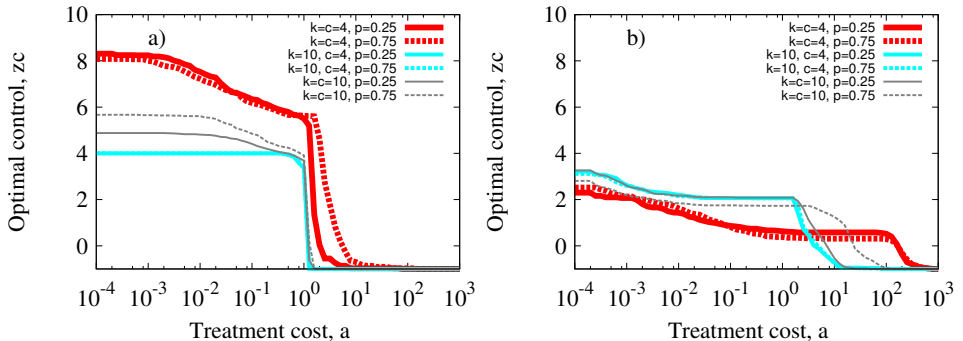 a)
k=c=4, p=0.25
k=c=4, p=0.75
k=10, c=4, p=0.25
k=10, c=4, p=0.75
k=c=10, p=0.25
k=c=10, p=0.75
Optimal control, zc
8
6
4
2
0
10^-4 10^-3 10^-2 10^-1 10^0 10^1 10^2 10^3
Treatment cost, a
b)
k=c=4, p=0.25
k=c=4, p=0.75
k=10, c=4, p=0.25
k=10, c=4, p=0.75
k=c=10, p=0.25
k=c=10, p=0.75
Optimal control, zc
8
6
4
2
0
10^-4 10^-3 10^-2 10^-1 10^0 10^1 10^2 10^3
Treatment cost, a